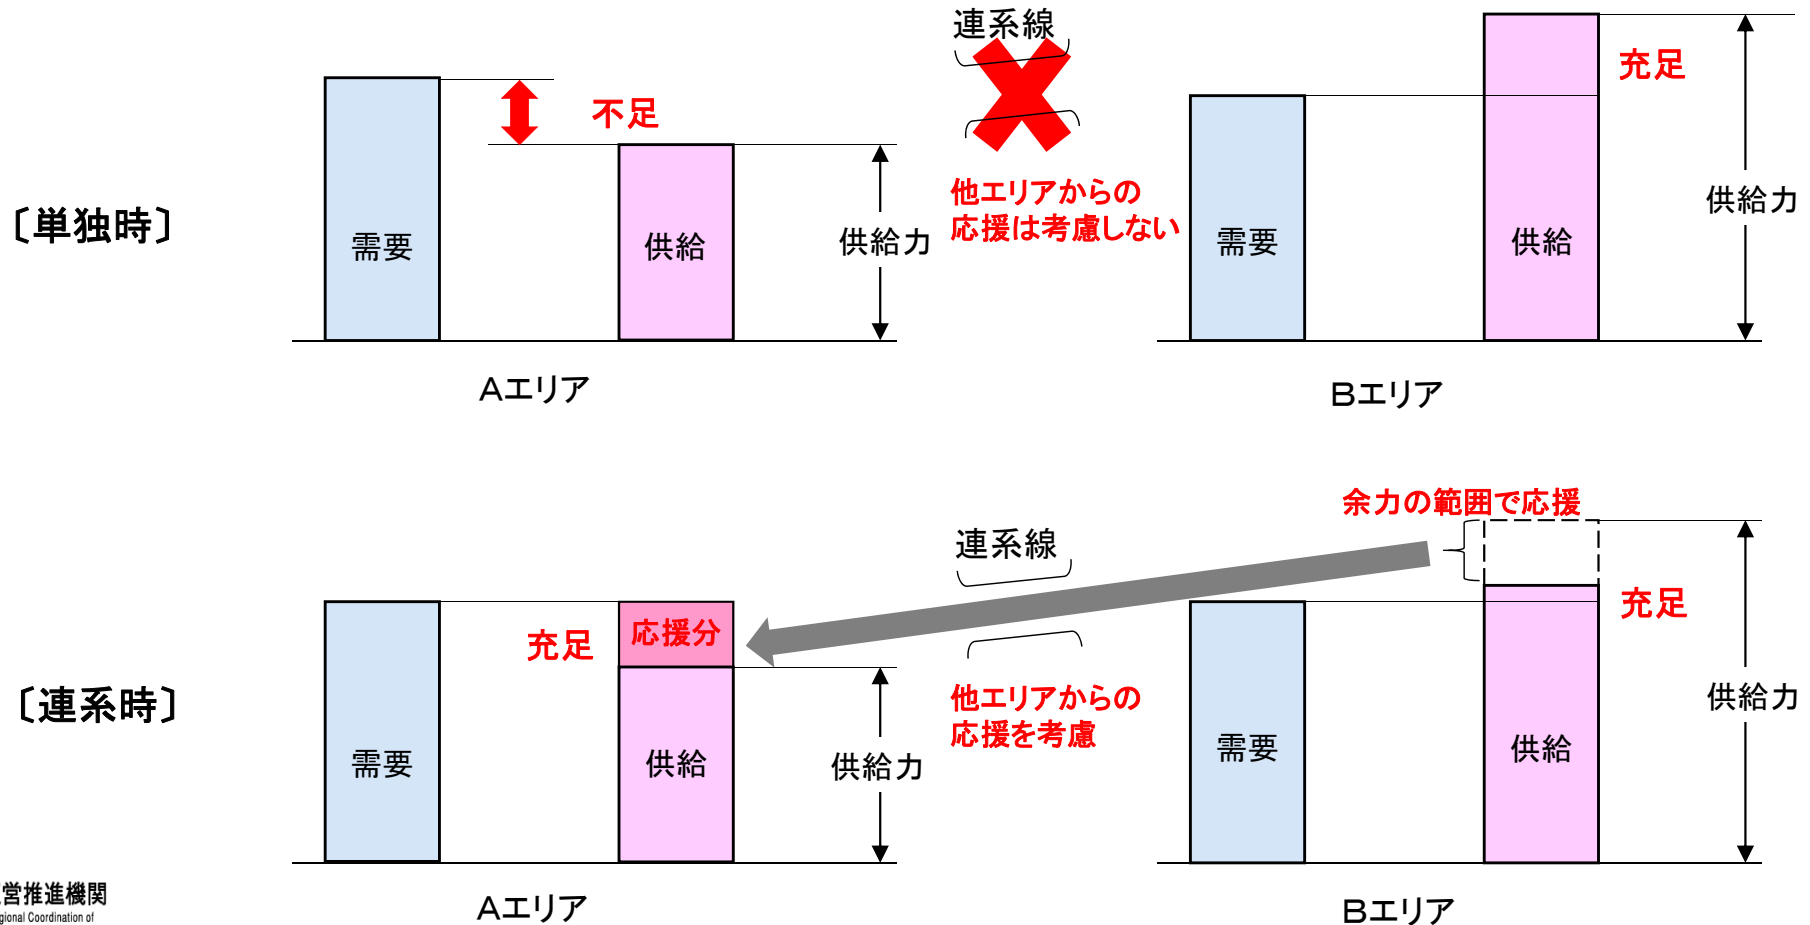 連系線
充足
不足
他エリアからの
応援は考慮しない
供給力
〔単独時〕
需要
供給
供給力
需要
供給
Aエリア
Bエリア
余力の範囲で応援
連系線
充足
応援分
充足
他エリアからの
応援を考慮
〔連系時〕
供給力
需要
供給
供給力
需要
供給
営推進機関
gional Coordination of
Aエリア
Bエリア